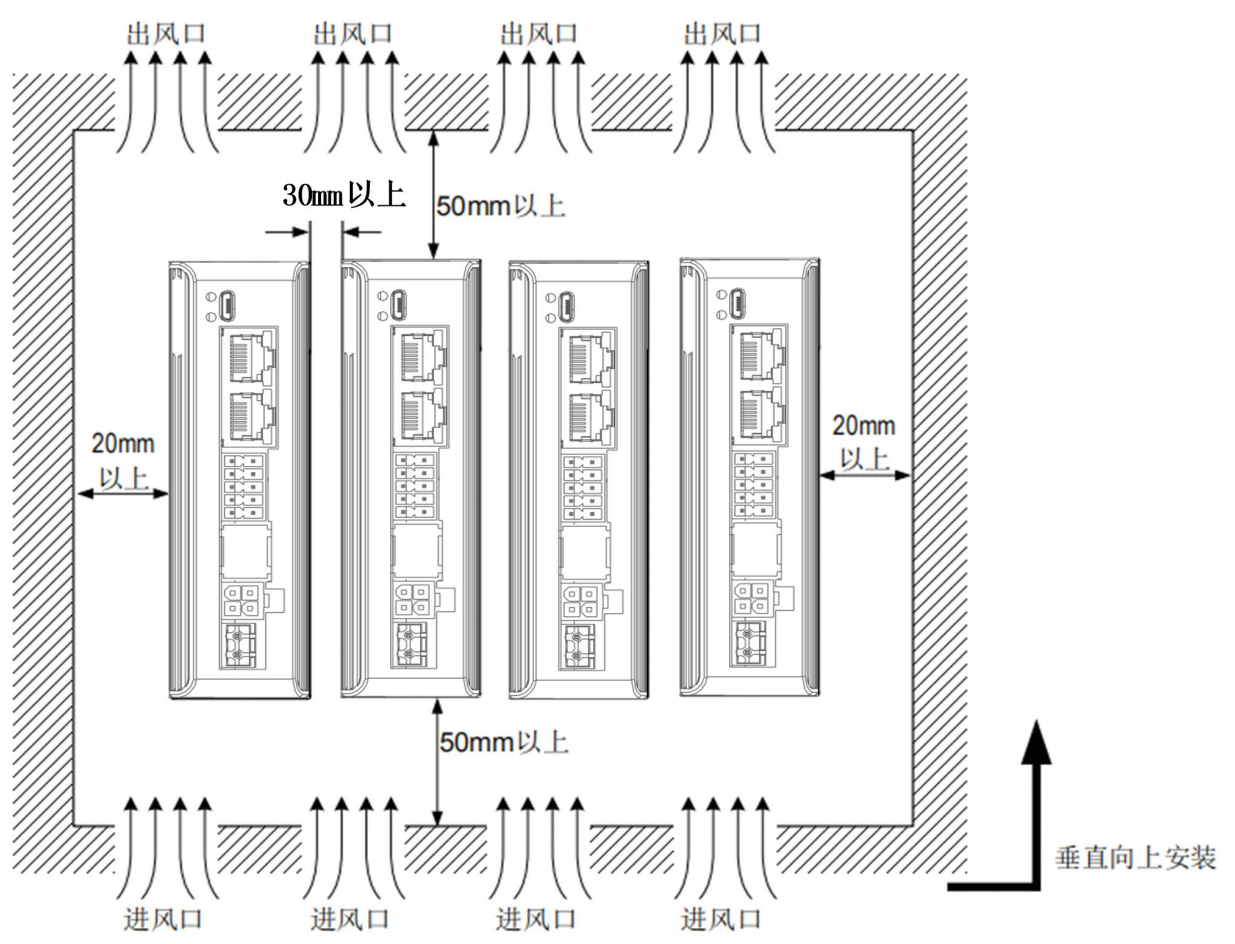 出风口 出风口 出风口 出风口
30mm以上
50mm以上
20mm
以上
20mm
以上
50mm以上
垂直向上安装
进风口 进风口 进风口 进风口